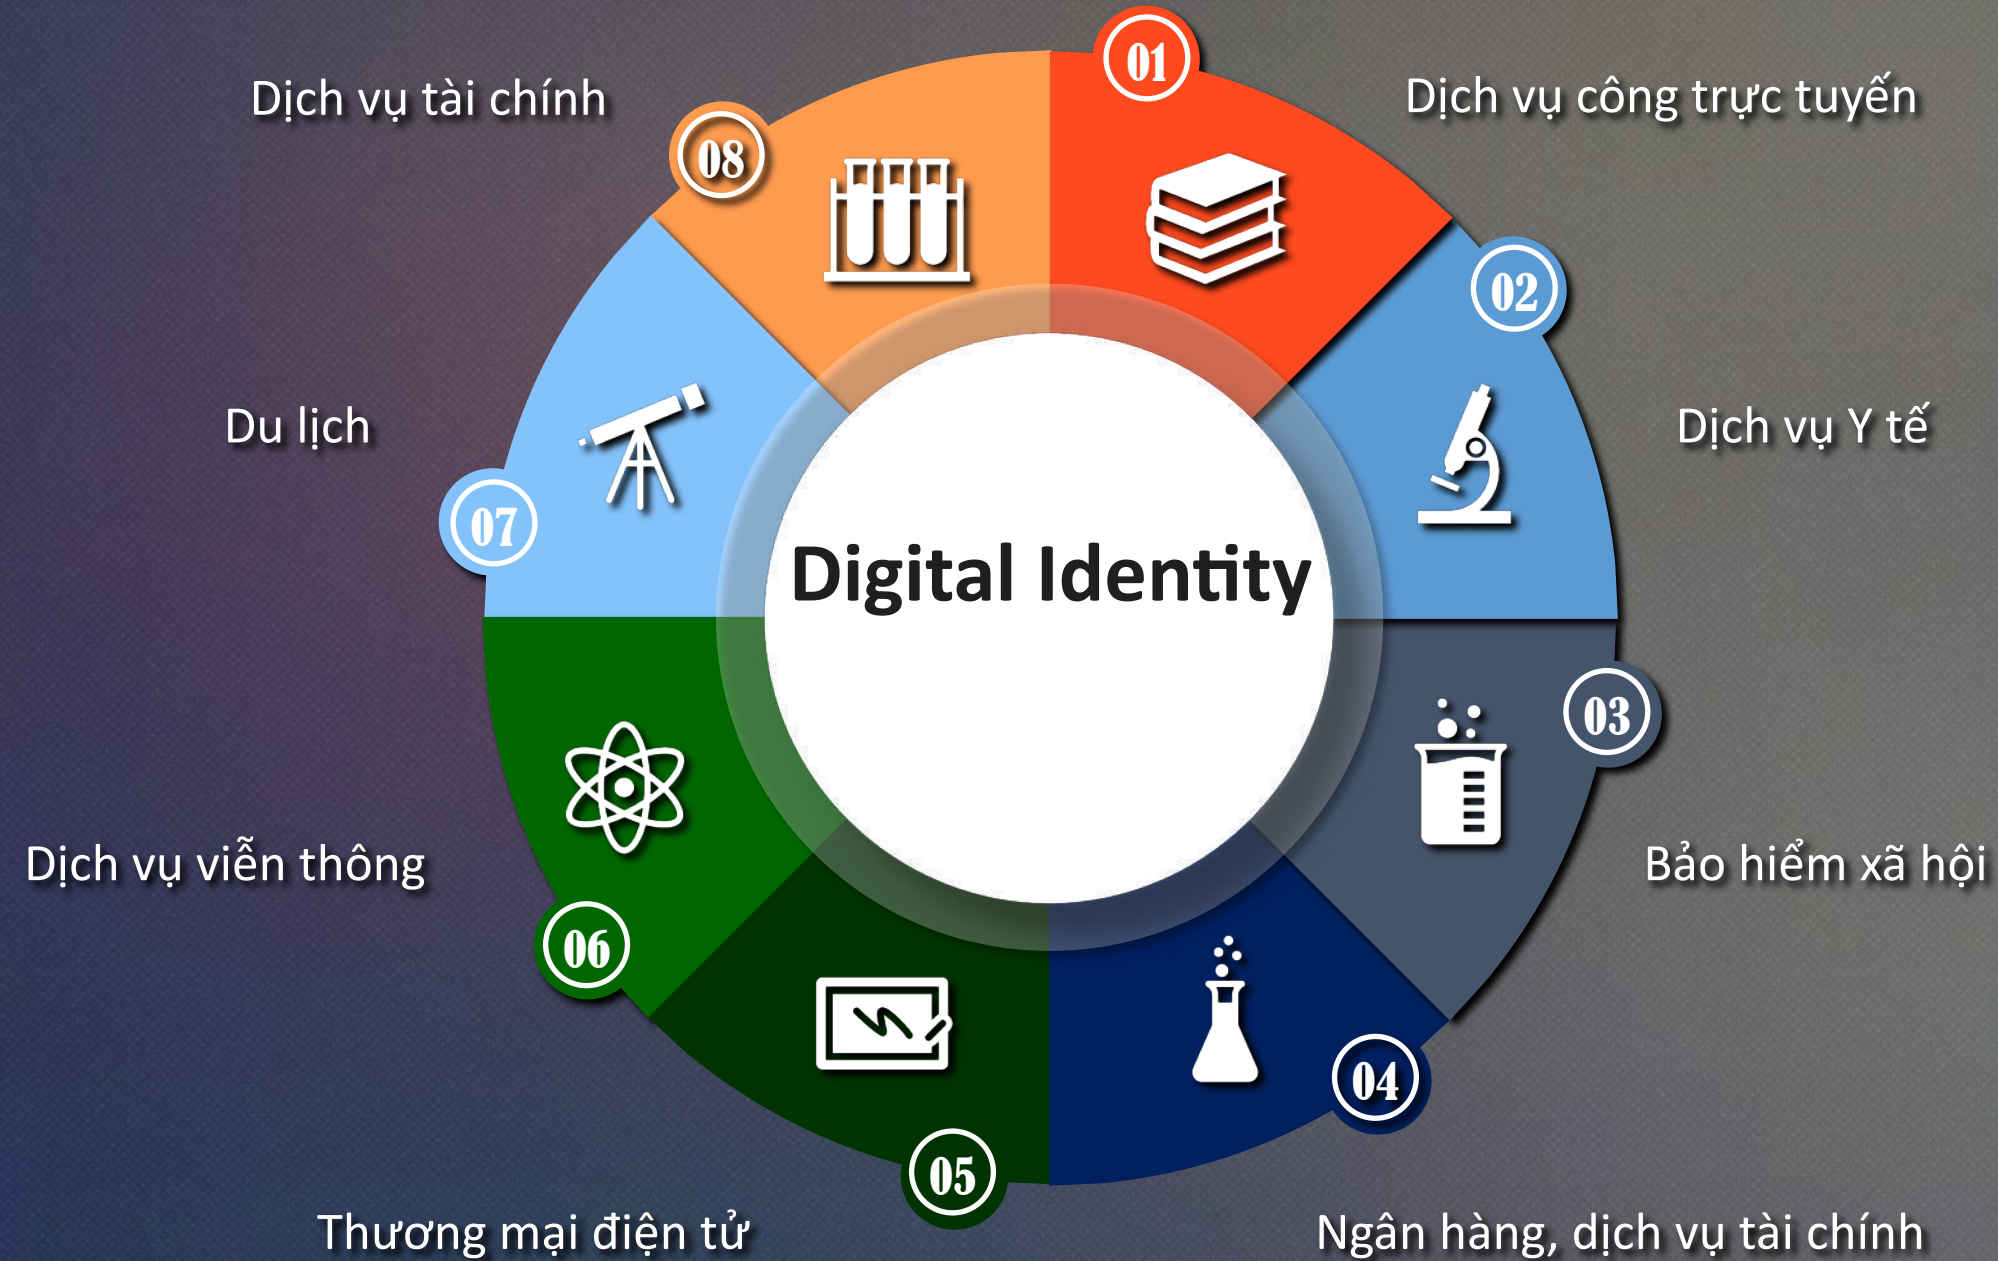 Digital Identity
01
Dịch vụ công trực tuyến
02
Dịch vụ Y tế
03
Bảo hiểm xã hội
04
Ngân hàng, dịch vụ tài chính
05
Thương mại điện tử
06
Dịch vụ viễn thông
07
Du lịch
08
Dịch vụ tài chính